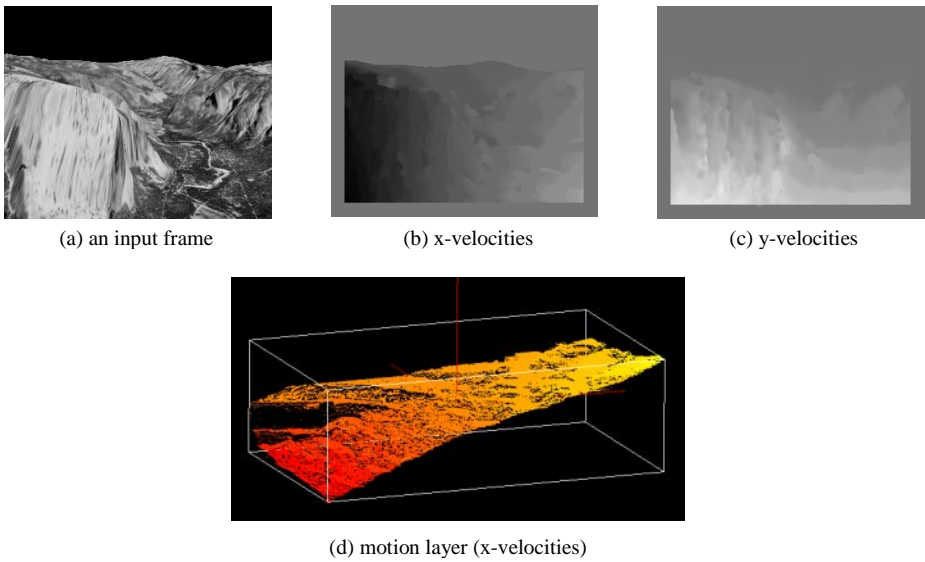 (a) an input frame
(b) x-velocities
(c) y-velocities
(d) motion layer (x-velocities)